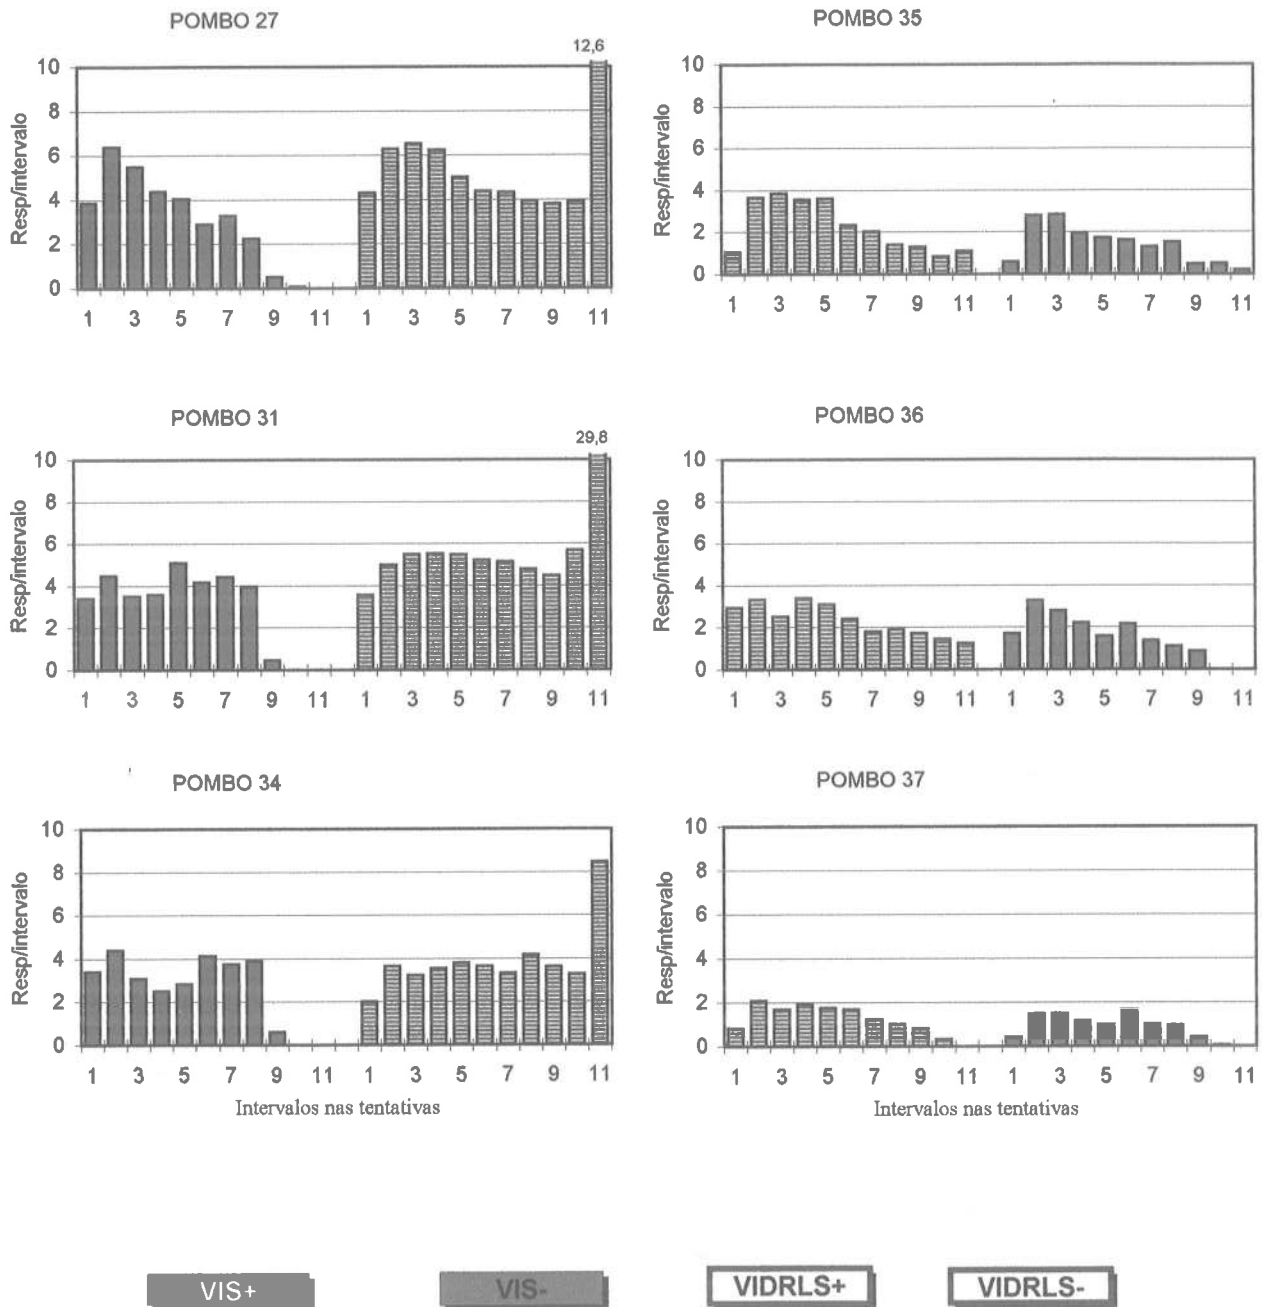 POMBO 27
12,6
10
8
6
4
2
0
Resp/intervalo
1 3 5 7 9 11 1 3 5 7 9 11
POMBO 35
10
8
6
4
2
0
Resp/intervalo
1 3 5 7 9 11 1 3 5 7 9 11
POMBO 31
29,8
10
8
6
4
2
0
Resp/intervalo
1 3 5 7 9 11 1 3 5 7 9 11
POMBO 36
10
8
6
4
2
0
Resp/intervalo
1 3 5 7 9 11 1 3 5 7 9 11
POMBO 34
10
8
6
4
2
0
Resp/intervalo
1 3 5 7 9 11 1 3 5 7 9 11
Intervalos nas tentativas
POMBO 37
10
8
6
4
2
0
Resp/intervalo
1 3 5 7 9 11 1 3 5 7 9 11
Intervalos nas tentativas
VIS+ VIS- VIDRLS+ VIDRLS-